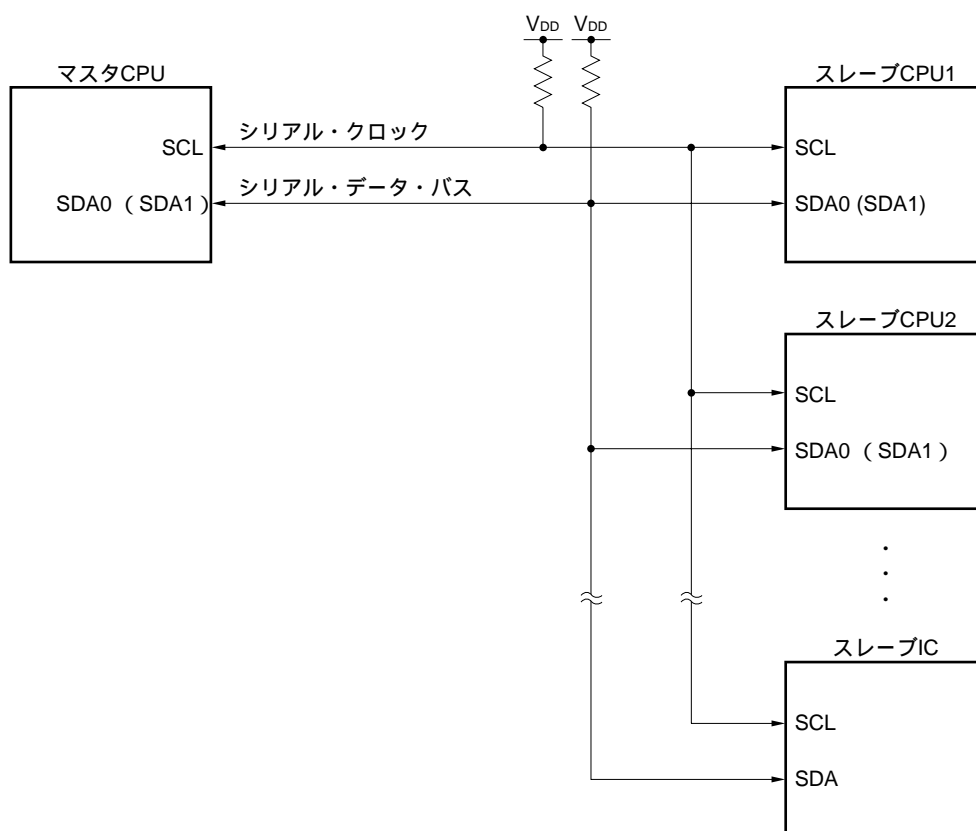 VDD VDD
マスタCPU
スレーブCPU1
シリアル・クロック
SCL
SCL
シリアル・データ・バス
SDA0 （SDA1）
SDA0 (SDA1)
スレーブCPU2
SCL
SDA0 （SDA1）
スレーブIC
SCL
SDA